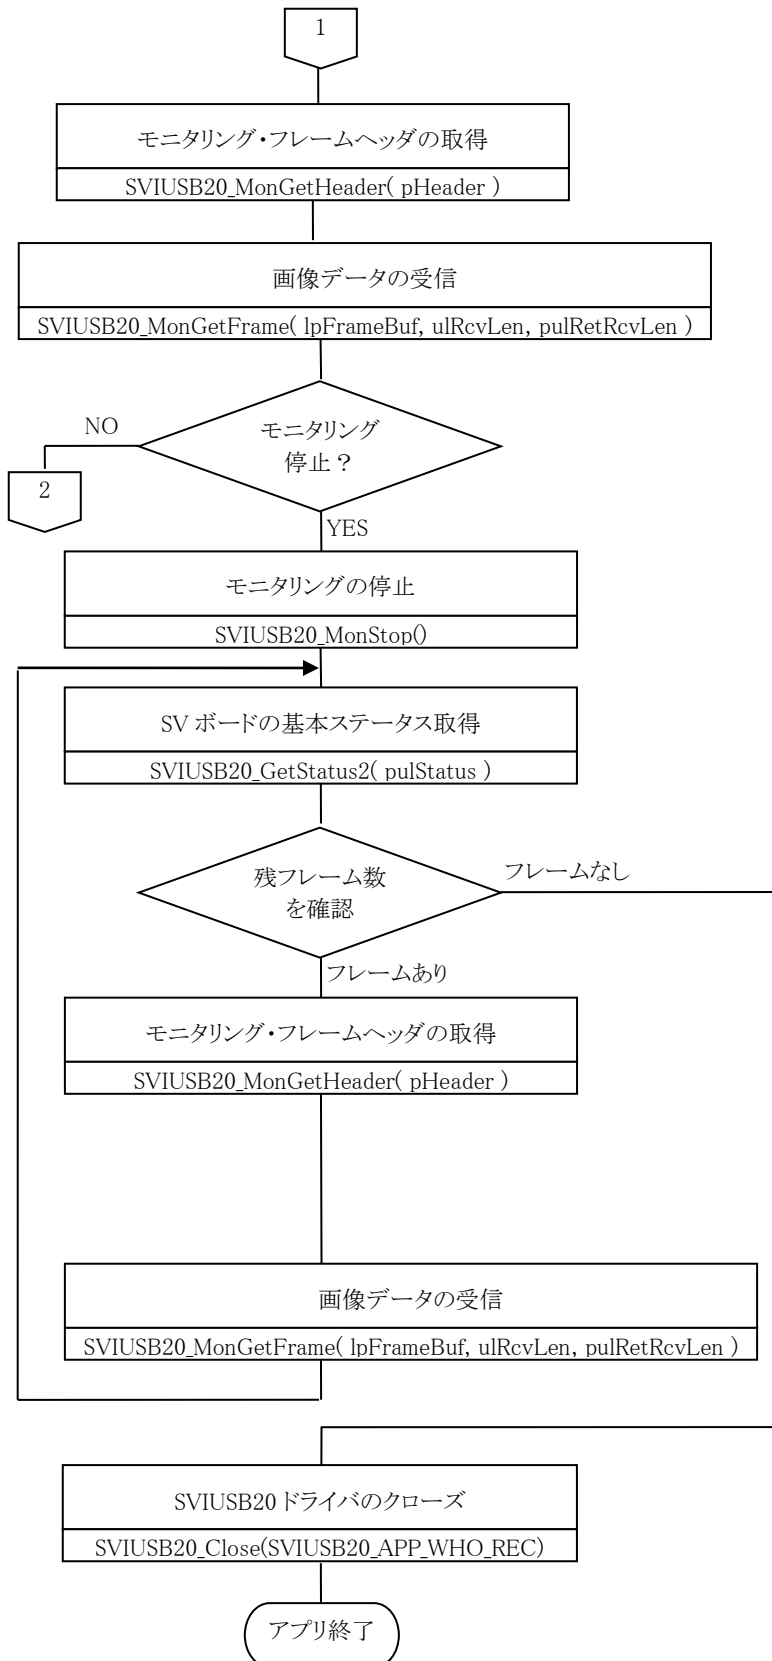 1
モニタリング・フレームヘッダの取得
SVIUSB20_MonGetHeader( pHeader )
画像データの受信
SVIUSB20_MonGetFrame( lpFrameBuf, ulRcvLen, pulRetRcvLen )
NO
モニタリング
停止？
2
YES
モニタリングの停止
SVIUSB20_MonStop()
SV ボードの基本ステータス取得
SVIUSB20_GetStatus2( pulStatus )
残フレーム数
を確認
フレームなし
フレームあり
モニタリング・フレームヘッダの取得
SVIUSB20_MonGetHeader( pHeader )
画像データの受信
SVIUSB20_MonGetFrame( lpFrameBuf, ulRcvLen, pulRetRcvLen )
SVIUSB20 ドライバのクローズ
SVIUSB20_Close(SVIUSB20_APP_WHO_REC)
アプリ終了